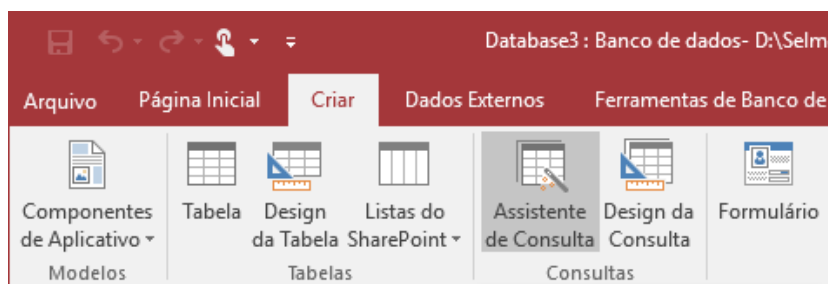 Database3 : Banco de dados- D:\Selm
Arquivo Página Inicial Criar Dados Externos Ferramentas de Banco de
Componentes de Aplicativo
Tabela
Design da Tabela
Listas do SharePoint
Assistente de Consulta
Design da Consulta
Formulário
Modelos Tabelas Consultas